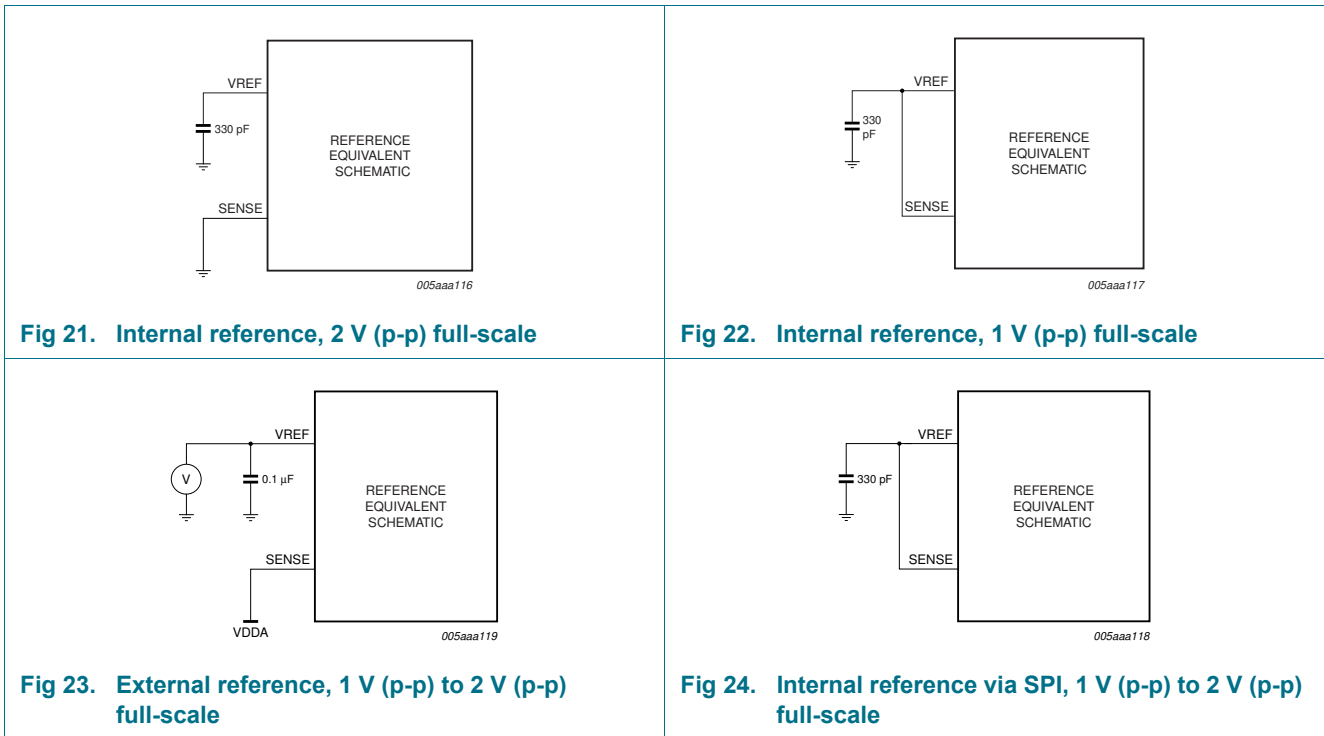 VREF
330 pF
REFERENCE
EQUIVALENT
SCHEMATIC
SENSE
005aaa116
Fig 21. Internal reference, 2 V (p-p) full-scale
VREF
330
pF
REFERENCE
EQUIVALENT
SCHEMATIC
SENSE
005aaa117
Fig 22. Internal reference, 1 V (p-p) full-scale
VREF
V
0.1 μF
REFERENCE
EQUIVALENT
SCHEMATIC
SENSE
VDDA
005aaa119
Fig 23. External reference, 1 V (p-p) to 2 V (p-p)
full-scale
VREF
330 pF
REFERENCE
EQUIVALENT
SCHEMATIC
SENSE
005aaa118
Fig 24. Internal reference via SPI, 1 V (p-p) to 2 V (p-p)
full-scale